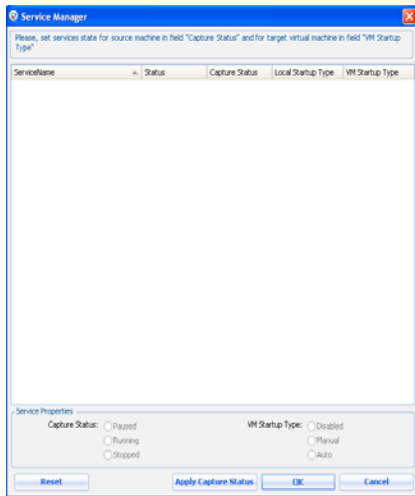 Service Manager
Please, set services state for source machine in field "Capture Status" and for target virtual machine in field "VM Startup
Type"
ServiceName Status Capture Status Local Startup Type VM Startup Type
Service Properties
Capture Status: Paused VM Startup Type: Disabled
Running Manual
Stopped Auto
Reset Apply Capture Status OK Cancel